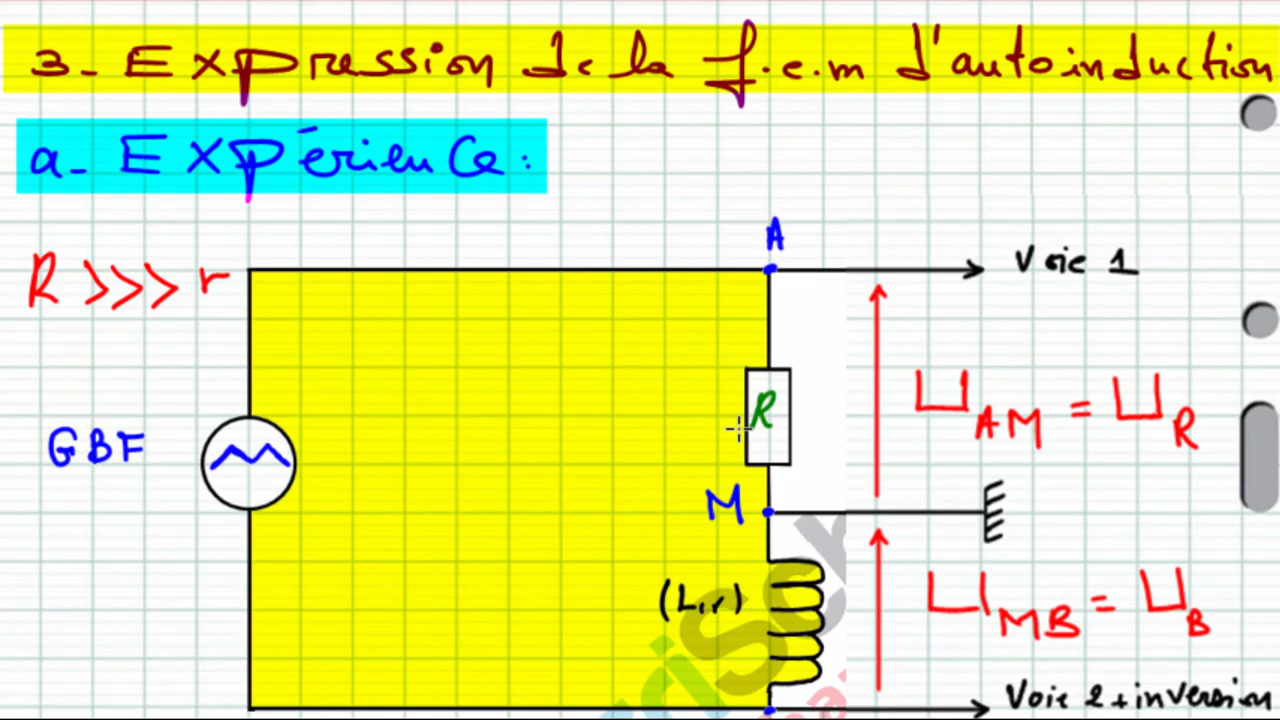 3- Expression de la f.e.m d'autoinduction
a- Expérience:
A
R >>> r
Voie 1
R
U_AM = U_R
GBF
M
(L,r)
U_MB = U_B
Voie 2 + inversion